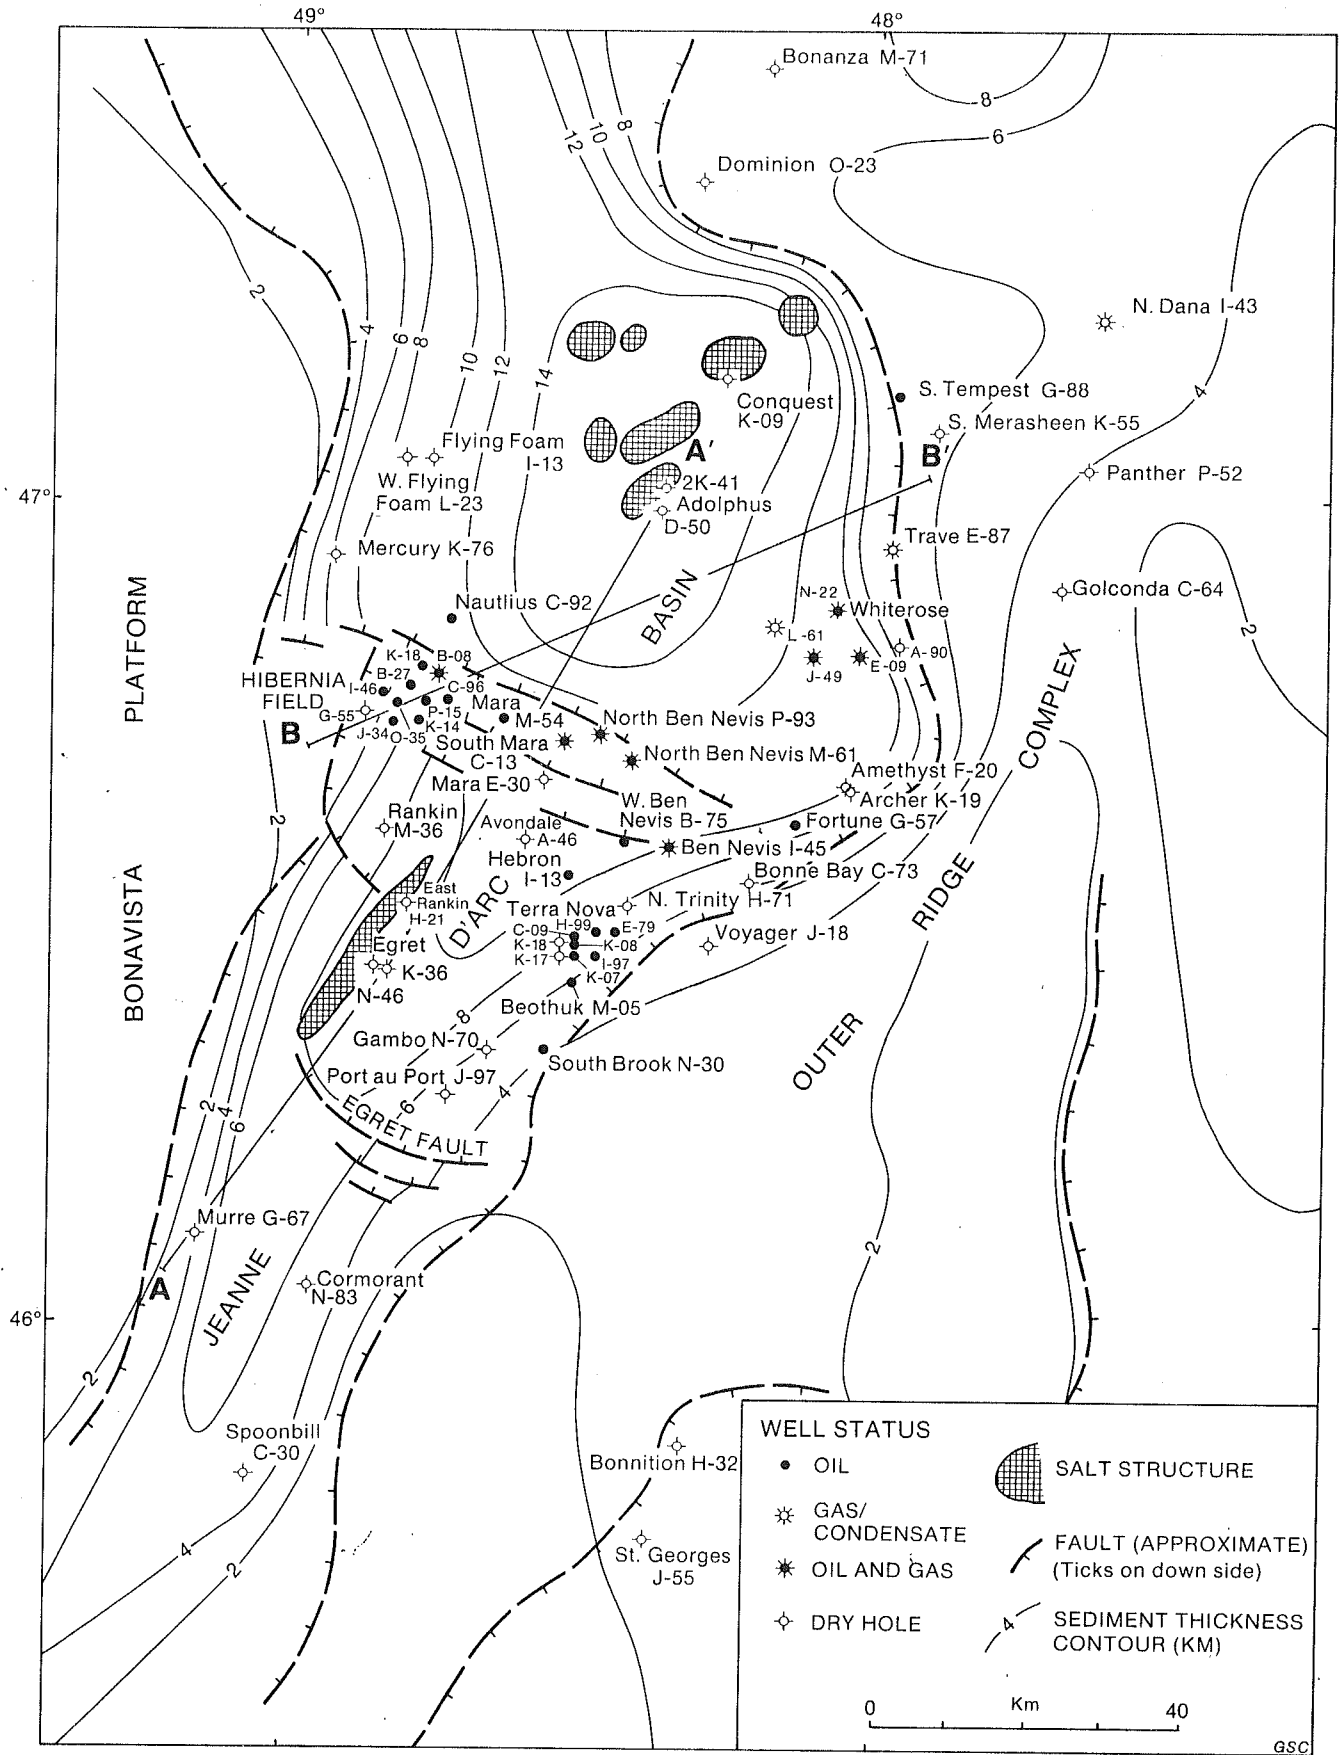 49°
48°
Bonanza M-71
8
6
12
10
8
Dominion O-23
2
4
6
8
10
12
14
N. Dana I-43
4
S. Tempest G-88
Conquest
K-09
S. Merasheen K-55
Flying Foam
I-13
A'
B'
Panther P-52
47°
W. Flying
Foam L-23
2K-41
Adolphus
D-50
Mercury K-76
Trave E-87
Golconda C-64
Nautlius C-92
N-22
Whiterose
L-61
A-90
J-49
E-09
2
BASIN
PLATFORM
COMPLEX
K-18
B-08
B-27
HIBERNIA
FIELD
I-46
C-96
G-55
P-15
K-14
J-34
O-35
B
Mara
M-54
North Ben Nevis P-93
South Mara
C-13
North Ben Nevis M-61
Mara E-30
Amethyst F-20
Archer K-19
2
Rankin
M-36
W. Ben
Nevis B-75
Avondale
A-46
Fortune G-57
Ben Nevis I-45
Hebron
I-13
Bonne Bay C-73
East
Rankin
H-21
D'ARC
N. Trinity H-71
Terra Nova
RIDGE
BONAVISTA
H-99
E-79
C-09
K-18
K-08
K-17
I-97
K-07
Voyager J-18
Egret
K-36
N-46
Beothuk M-05
8
Gambo N-70
South Brook N-30
OUTER
Port au Port J-97
4
6
2
4
6
EGRET FAULT
Murre G-67
2
A
JEANNE
Cormorant
N-83
46°
2
Spoonbill
C-30
Bonnition H-32
4
2
St. Georges
J-55
WELL STATUS
OIL
GAS/
CONDENSATE
OIL AND GAS
DRY HOLE
SALT STRUCTURE
FAULT (APPROXIMATE)
(Ticks on down side)
4
SEDIMENT THICKNESS
CONTOUR (KM)
0
Km
40
GSC